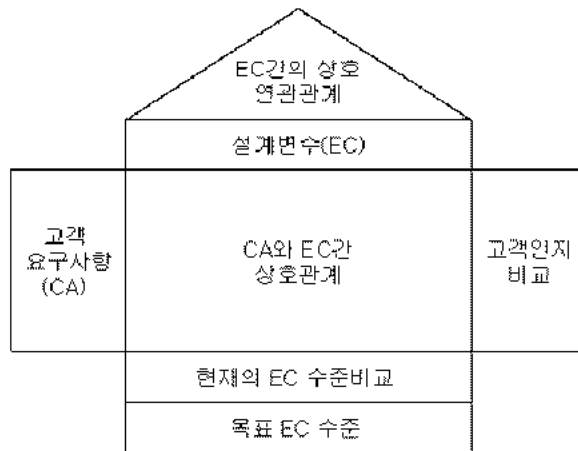 EC간의 상호
연관관계
설계변수(EC)
고객
요구사항
(CA)
CA와 EC간
상호관계
고객인지
비교
현재의 EC 수준비교
목표 EC 수준